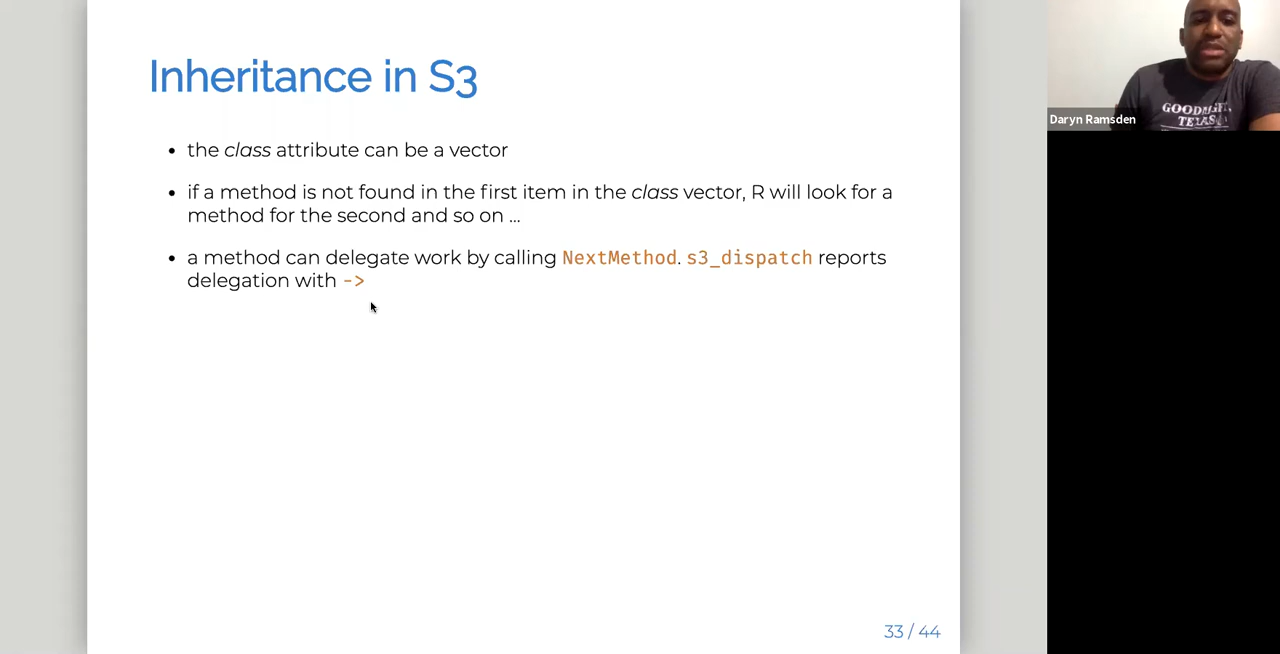 Inheritance in S3
• the class attribute can be a vector
• if a method is not found in the first item in the class vector, R will look for a
method for the second and so on ...
• a method can delegate work by calling NextMethod. s3_dispatch reports
delegation with ->
33 / 44
Daryn Ramsden
GOODNIGHT,
TEXAS